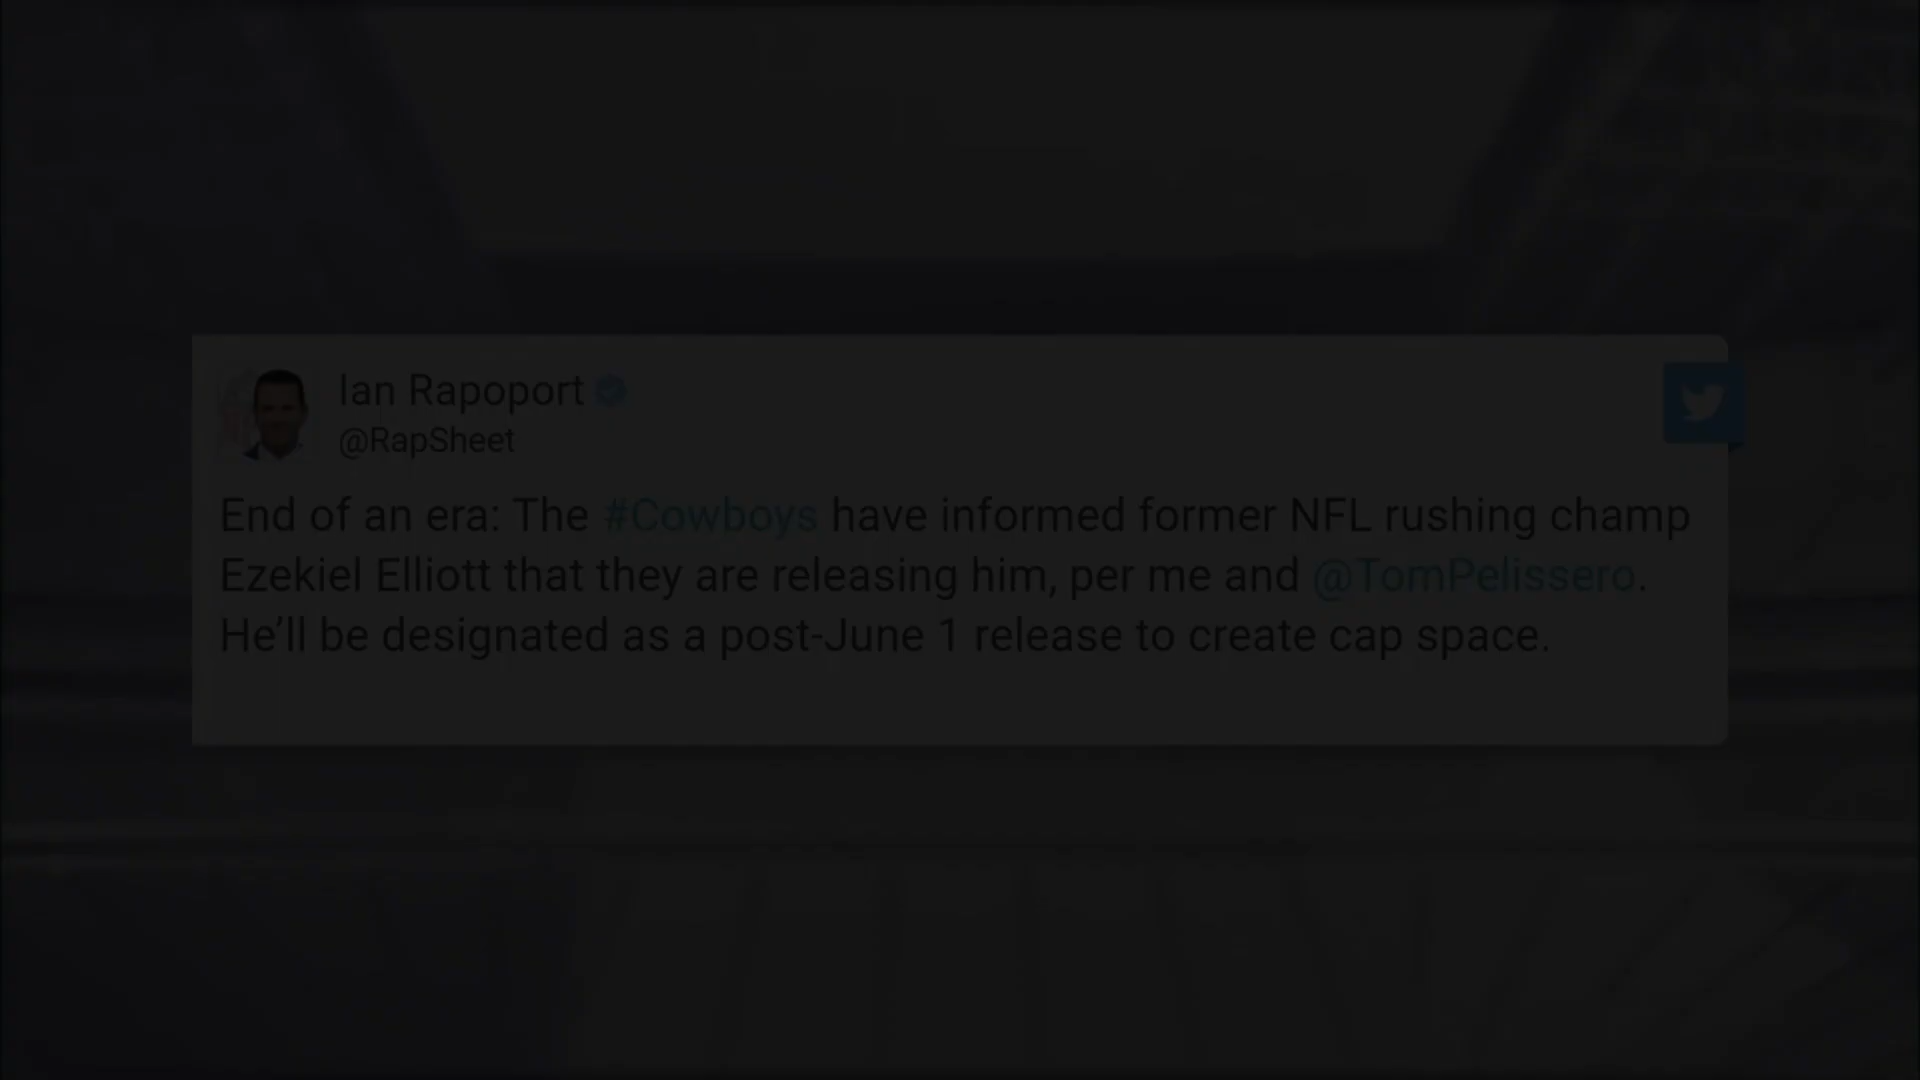 Ian Rapoport
@RapSheet
End of an era: The #Cowboys have informed former NFL rushing champ
Ezekiel Elliott that they are releasing him, per me and @TomPelissero.
He’ll be designated as a post-June 1 release to create cap space.